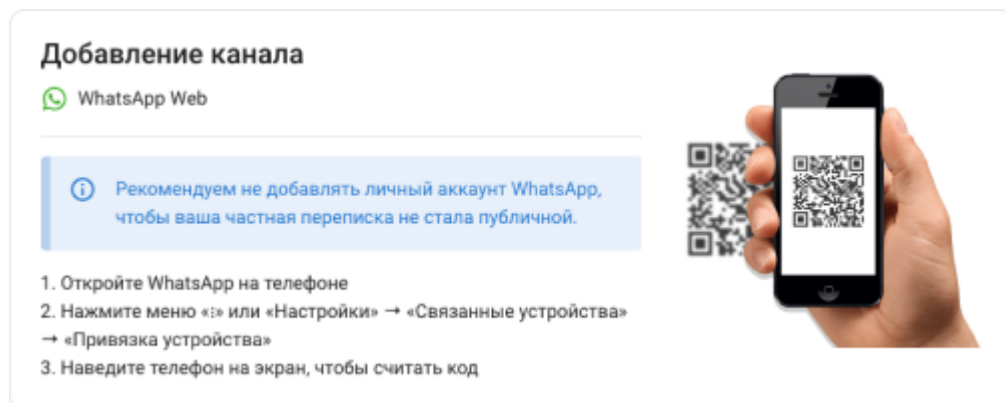 Добавление канала
WhatsApp Web
Рекомендуем не добавлять личный аккаунт WhatsApp,
чтобы ваша частная переписка не стала публичной.
1. Откройте WhatsApp на телефоне
2. Нажмите меню «⁝» или «Настройки» → «Связанные устройства»
→ «Привязка устройства»
3. Наведите телефон на экран, чтобы считать код